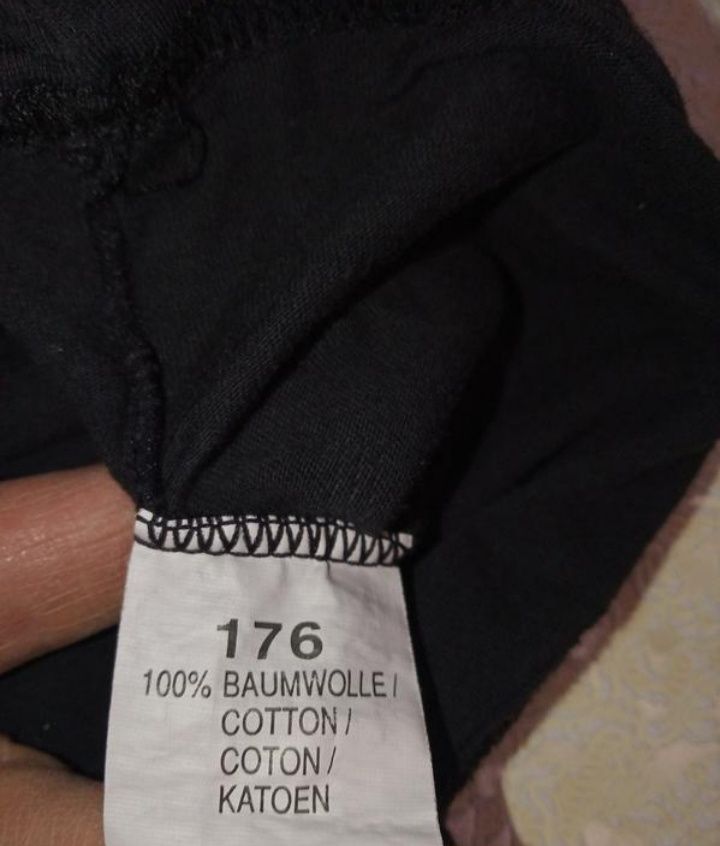 176
100% BAUMWOLLE/
COTTON/
COTON/
KATOEN